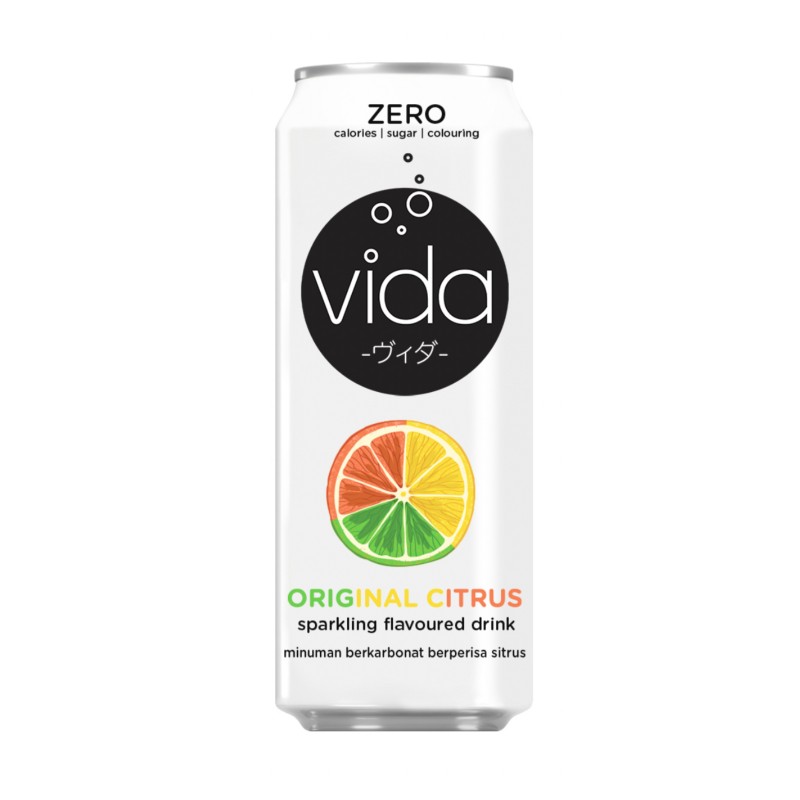 ZERO
calories | sugar | colouring
vida
-ヴィダ-
ORIGINAL CITRUS
sparkling flavoured drink
minuman berkarbonat berperisa sitrus